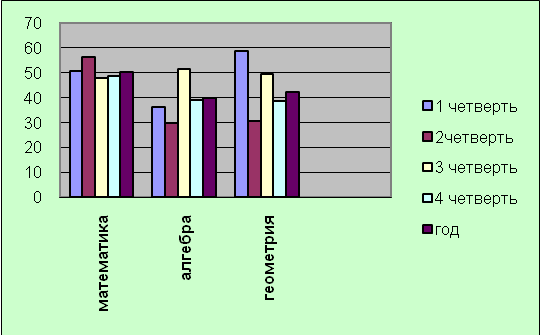 70
60
50
40
30
20
10
0
математика
алгебра
геометрия
1 четверть
2четверть
3 четверть
4 четверть
год